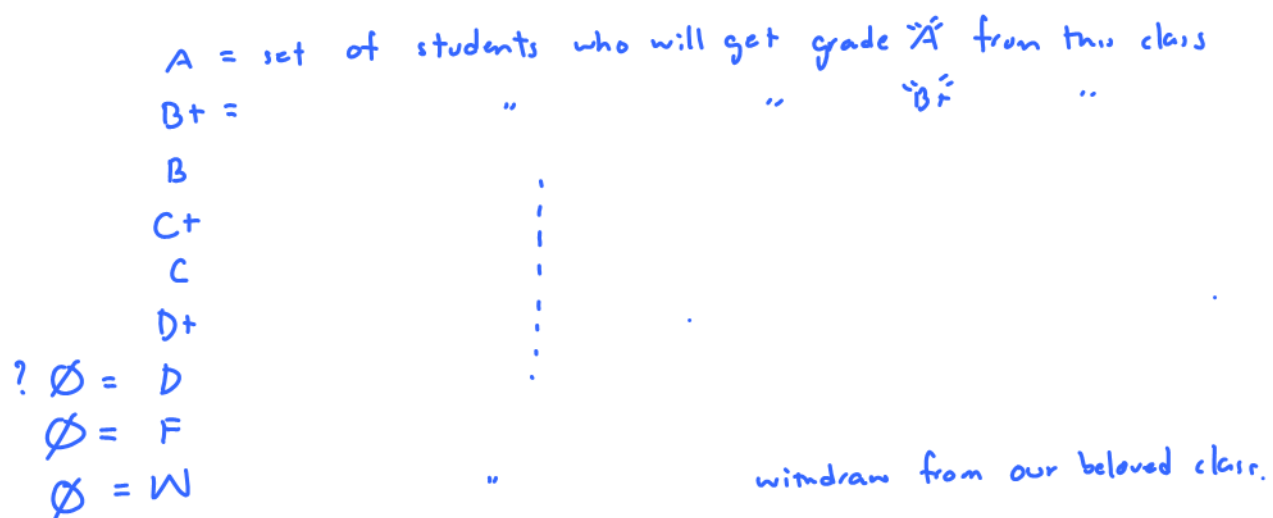 A = set of students who will get grade "A" from this class
B+ = " " "B+" "
B
C+
C
D+
? ∅ = D
∅ = F
∅ = W " withdraw from our beloved class.